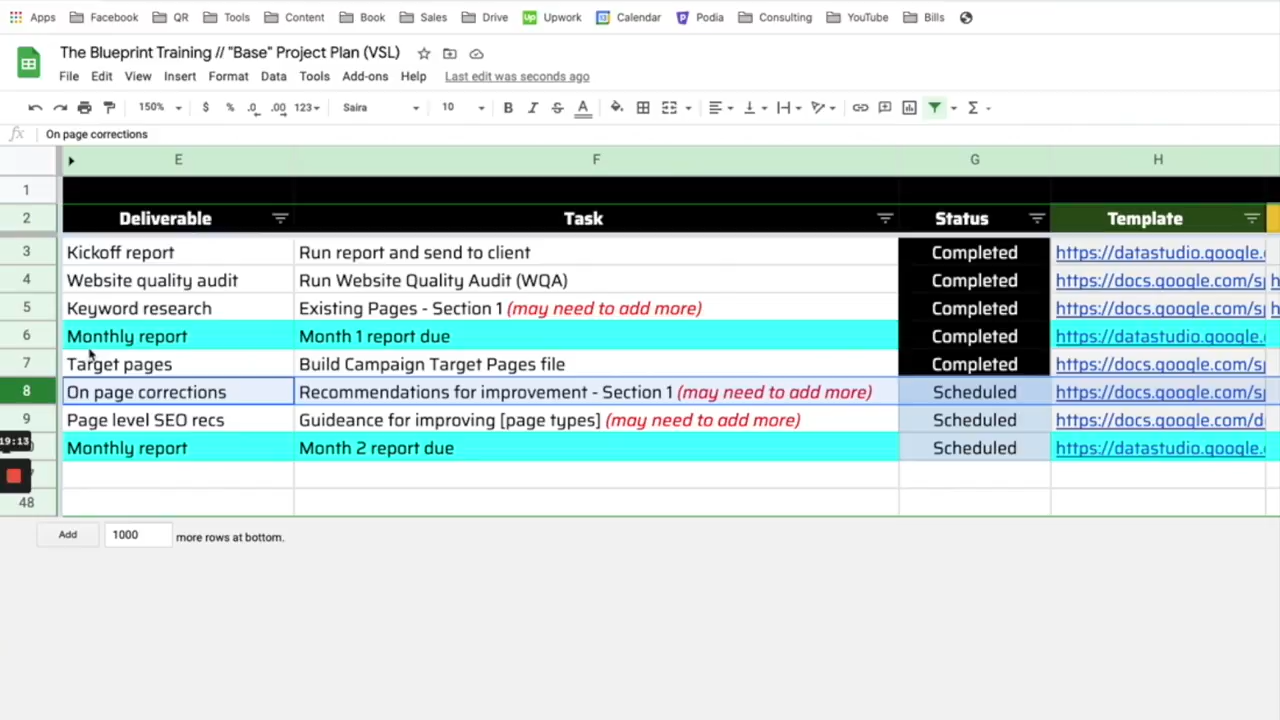 Apps Facebook QR Tools Content Book Sales Drive Up Upwork Calendar Podia Consulting YouTube Bills
The Blueprint Training // "Base" Project Plan (VSL)
File Edit View Insert Format Data Tools Add-ons Help Last edit was seconds ago
150% $ % .0 .00 123 Saira 10 B I S A Σ
fx On page corrections
E F G H
1
2 Deliverable Task Status Template
3 Kickoff report Run report and send to client Completed https://datastudio.google.
4 Website quality audit Run Website Quality Audit (WQA) Completed https://docs.google.com/sp h
5 Keyword research Existing Pages - Section 1 (may need to add more) Completed https://docs.google.com/sp
6 Monthly report Month 1 report due Completed https://datastudio.google.
7 Target pages Build Campaign Target Pages file Completed https://docs.google.com/sp
8 On page corrections Recommendations for improvement - Section 1 (may need to add more) Scheduled https://docs.google.com/sp
9 Page level SEO recs Guideance for improving [page types] (may need to add more) Scheduled https://docs.google.com/d
19:13
Monthly report Month 2 report due Scheduled https://datastudio.google.
48
Add 1000 more rows at bottom.